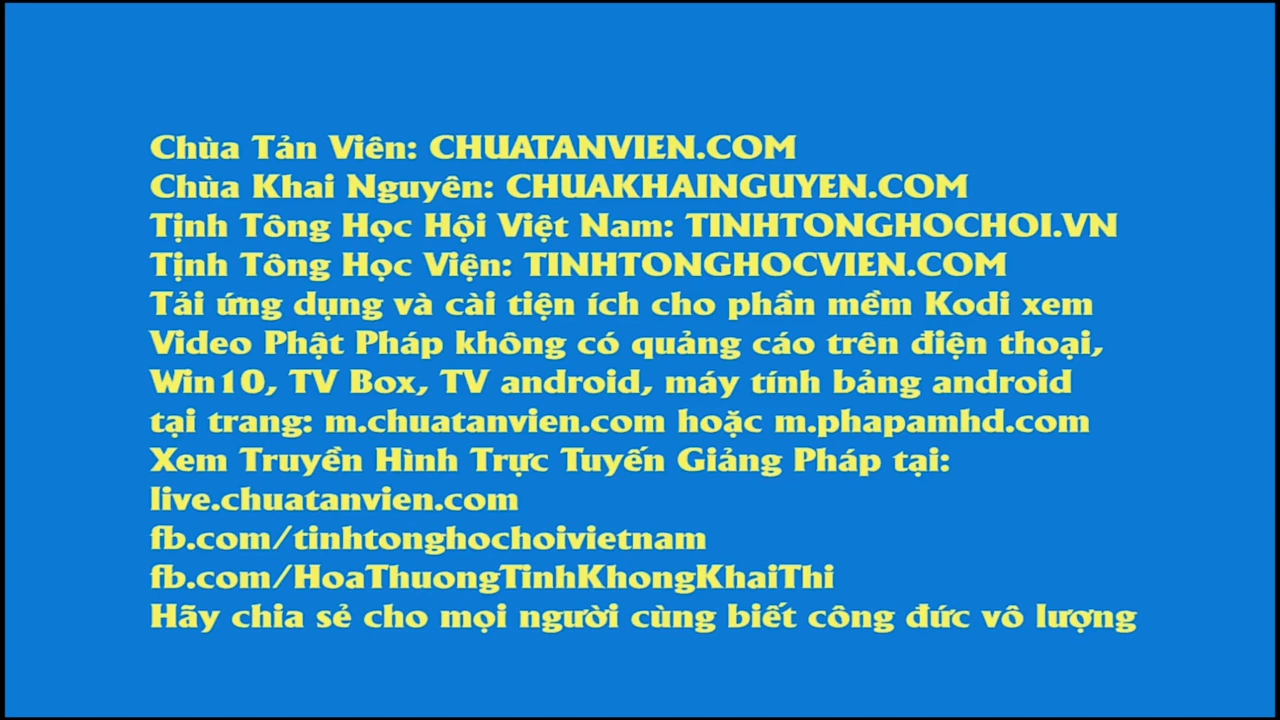 Chùa Tản Viên: CHUATANVIEN.COM
Chùa Khai Nguyên: CHUAKHAINGUYEN.COM
Tịnh Tông Học Hội Việt Nam: TINHTONGHOCHOI.VN
Tịnh Tông Học Viện: TINHTONGHOCVIEN.COM
Tải ứng dụng và cài tiện ích cho phần mềm Kodi xem
Video Phật Pháp không có quảng cáo trên điện thoại,
Win10, TV Box, TV android, máy tính bảng android
tại trang: m.chuatanvien.com hoặc m.phapamhd.com
Xem Truyền Hình Trực Tuyến Giảng Pháp tại:
live.chuatanvien.com
fb.com/tinhtonghochoivietnam
fb.com/HoaThuongTinhKhongKhaiThi
Hãy chia sẻ cho mọi người cùng biết công đức vô lượng